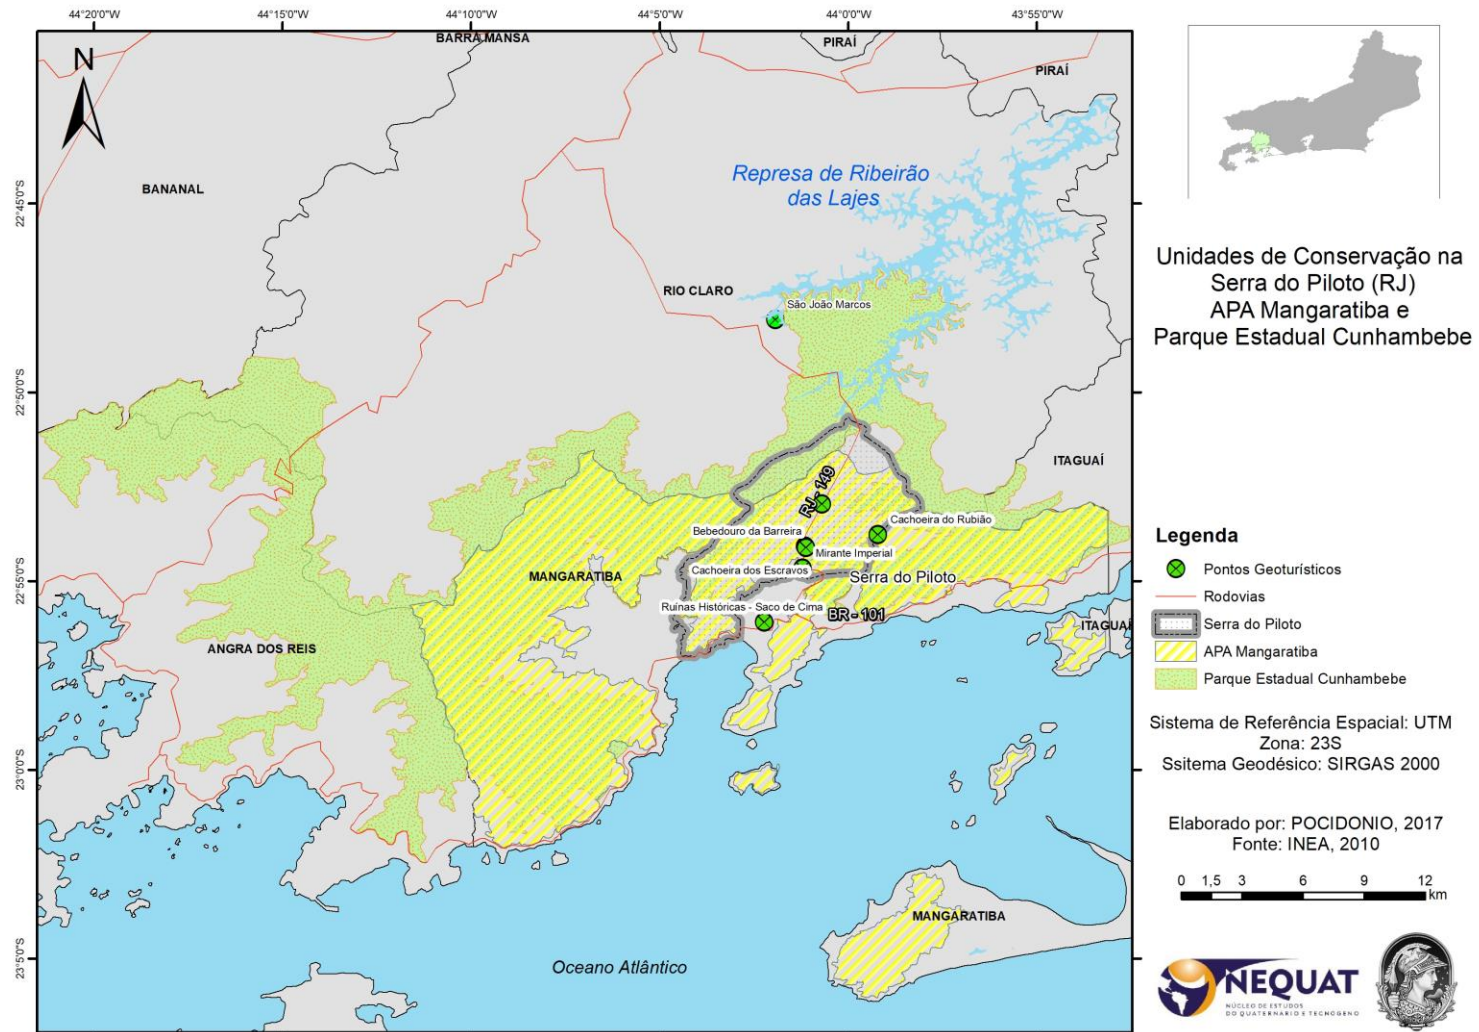 44°20'0"W
44°15'0"W
44°10'0"W
44°5'0"W
44°0'0"W
43°55'0"W
N
BARRA MANSA
PIRAÍ
PIRAÍ
BANANAL
22°45'0"S
Represa de Ribeirão
das Lajes
RIO CLARO
São João Marcos
22°50'0"S
ITAGUAÍ
RJ - 149
Cachoeira do Rubião
Bebedouro da Barreira
Mirante Imperial
22°55'0"S
MANGARATIBA
Cachoeira dos Escravos
Serra do Piloto
Ruínas Históricas - Saco de Cima
BR - 101
ITAGUAÍ
ANGRA DOS REIS
23°0'0"S
MANGARATIBA
23°5'0"S
Oceano Atlântico
Unidades de Conservação na
Serra do Piloto (RJ)
APA Mangaratiba e
Parque Estadual Cunhambebe
Legenda
Pontos Geoturísticos
Rodovias
Serra do Piloto
APA Mangaratiba
Parque Estadual Cunhambebe
Sistema de Referência Espacial: UTM
Zona: 23S
Ssitema Geodésico: SIRGAS 2000
Elaborado por: POCIDONIO, 2017
Fonte: INEA, 2010
0 1,5 3 6 9 12
km
NEQUAT
NÚCLEO DE ESTUDOS
DO QUATERNÁRIO E TECNÓGENO